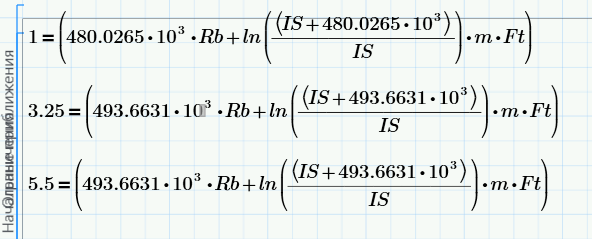 1 = (480.0265 • 10³ • Rb + ln((IS + 480.0265 • 10³) / IS) • m • Ft)
3.25 = (493.6631 • 10³ • Rb + ln((IS + 493.6631 • 10³) / IS) • m • Ft)
5.5 = (493.6631 • 10³ • Rb + ln((IS + 493.6631 • 10³) / IS) • m • Ft)